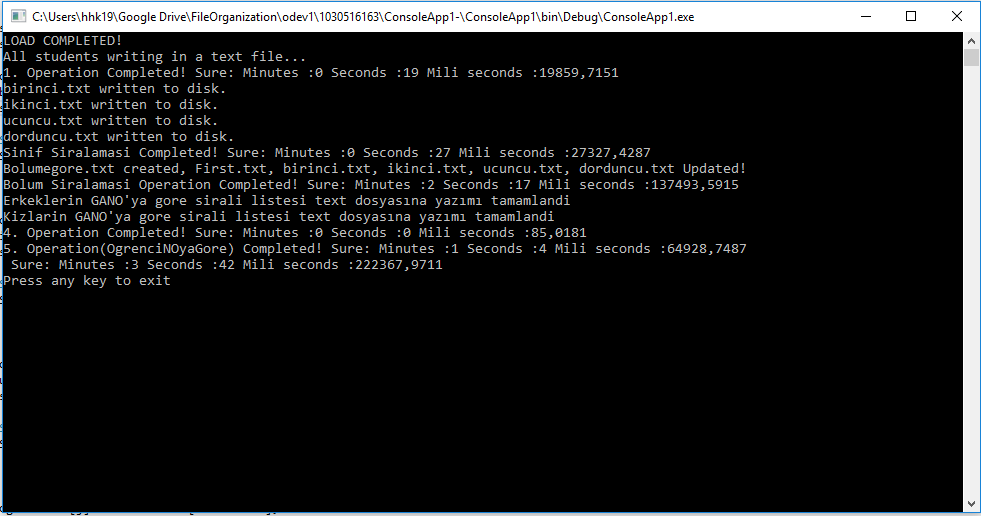 C:\Users\hhk19\Google Drive\FileOrganization\odev1\1030516163\ConsoleApp1-\ConsoleApp1\bin\Debug\ConsoleApp1.exe
LOAD COMPLETED!
All students writing in a text file...
1. Operation Completed! Sure: Minutes :0 Seconds :19 Mili seconds :19859,7151
birinci.txt written to disk.
ikinci.txt written to disk.
ucuncu.txt written to disk.
dorduncu.txt written to disk.
Sinif Siralamasi Completed! Sure: Minutes :0 Seconds :27 Mili seconds :27327,4287
Bolumegore.txt created, First.txt, birinci.txt, ikinci.txt, ucuncu.txt, dorduncu.txt Updated!
Bolum Siralamasi Operation Completed! Sure: Minutes :2 Seconds :17 Mili seconds :137493,5915
Erkeklerin GANO'ya gore sirali listesi text dosyasına yazımı tamamlandi
Kizlarin GANO'ya gore sirali listesi text dosyasına yazımı tamamlandi
4. Operation Completed! Sure: Minutes :0 Seconds :0 Mili seconds :85,0181
5. Operation(OgrenciNOyaGore) Completed! Sure: Minutes :1 Seconds :4 Mili seconds :64928,7487
 Sure: Minutes :3 Seconds :42 Mili seconds :222367,9711
Press any key to exit